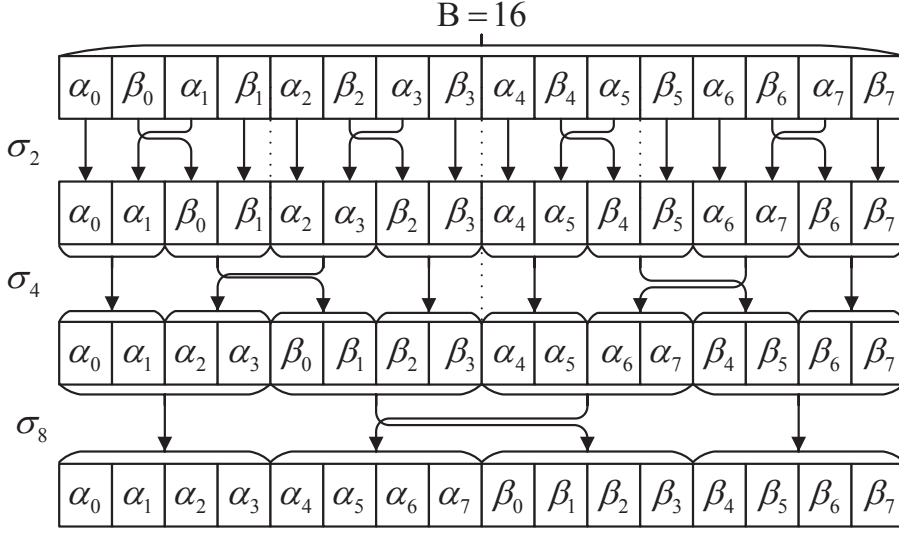 B = 16
α₀ β₀ α₁ β₁ α₂ β₂ α₃ β₃ α₄ β₄ α₅ β₅ α₆ β₆ α₇ β₇
σ₂
α₀ α₁ β₀ β₁ α₂ α₃ β₂ β₃ α₄ α₅ β₄ β₅ α₆ α₇ β₆ β₇
σ₄
α₀ α₁ α₂ α₃ β₀ β₁ β₂ β₃ α₄ α₅ α₆ α₇ β₄ β₅ β₆ β₇
σ₈
α₀ α₁ α₂ α₃ α₄ α₅ α₆ α₇ β₀ β₁ β₂ β₃ β₄ β₅ β₆ β₇